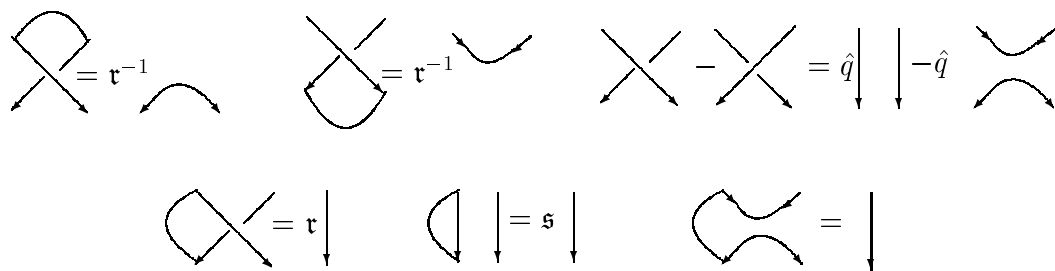 = 𝔯⁻¹ = 𝔯⁻¹ − = q̂ −q̂
= 𝔯 = 𝔰 =